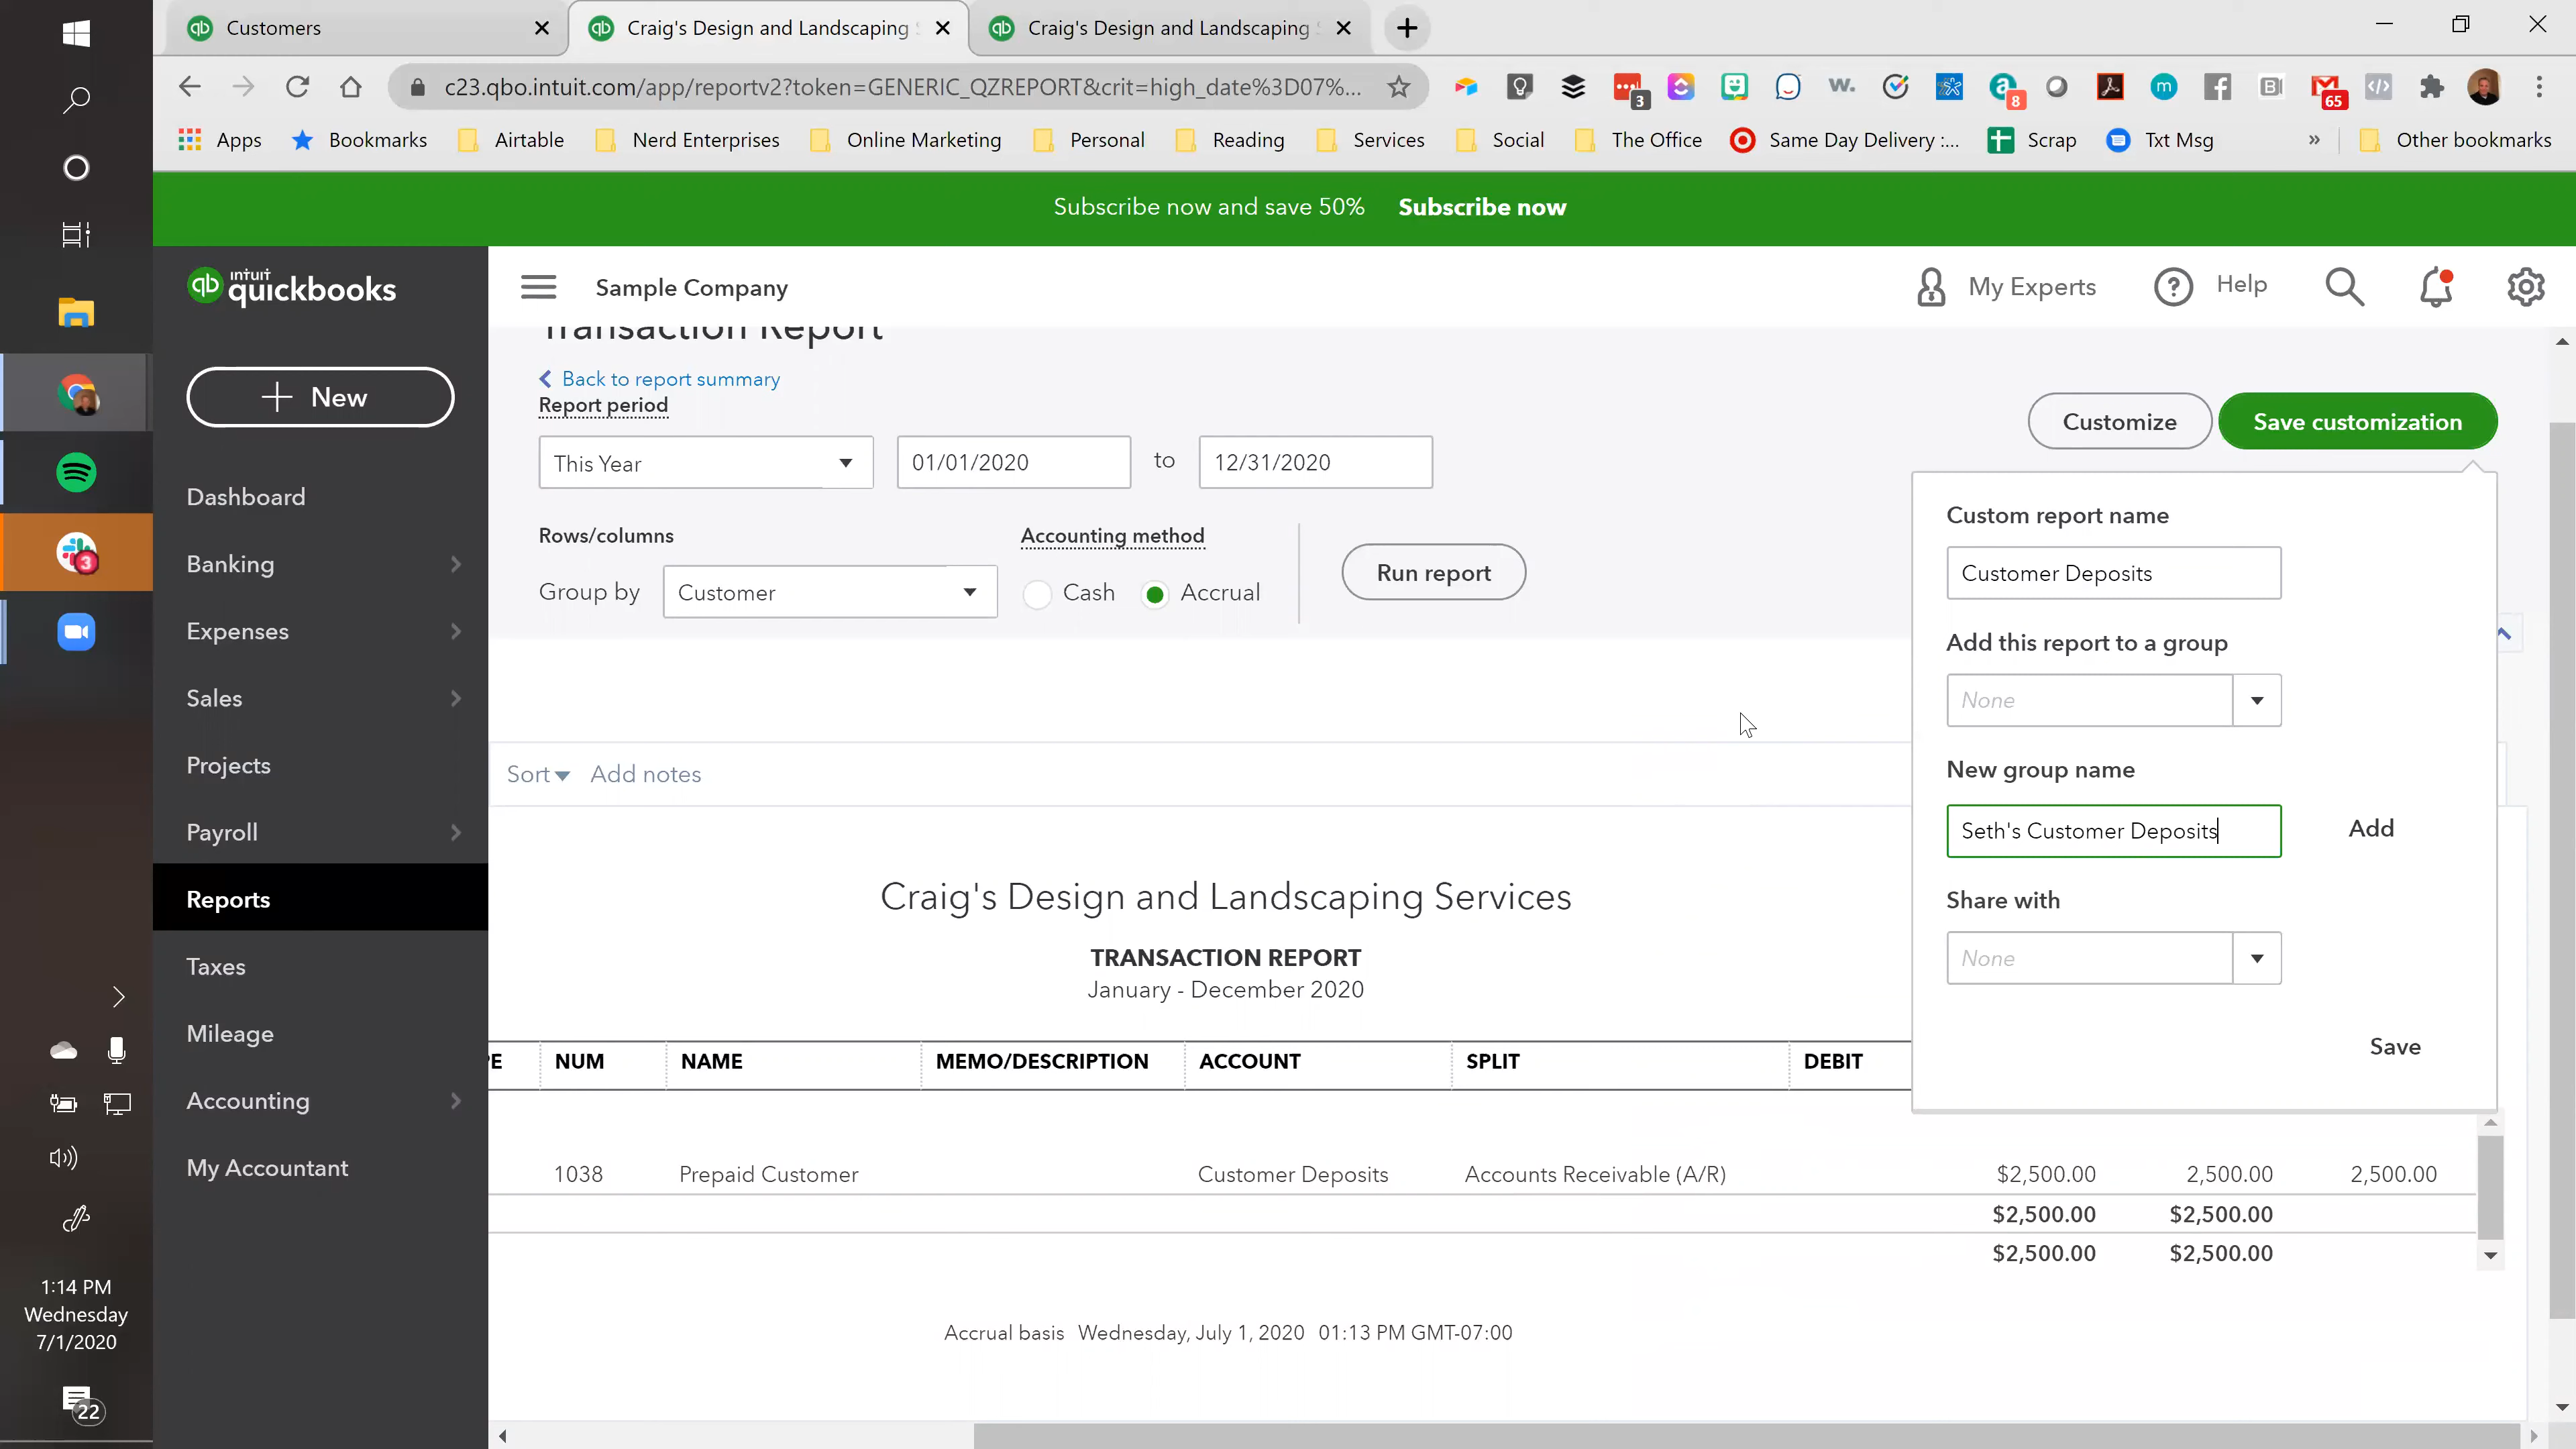 Customers
Craig's Design and Landscaping
Craig's Design and Landscaping
c23.qbo.intuit.com/app/reportv2?token=GENERIC_QZREPORT&crit=high_date%3D07%...
3
8
65
Apps
Bookmarks
Airtable
Nerd Enterprises
Online Marketing
Personal
Reading
Services
Social
The Office
Same Day Delivery :...
Scrap
Txt Msg
»
Other bookmarks
Subscribe now and save 50% Subscribe now
intuit
quickbooks
Sample Company
My Experts
Help
Transaction Report
Back to report summary
Report period
This Year
01/01/2020
to
12/31/2020
Customize
Save customization
Rows/columns
Accounting method
Group by
Customer
Cash
Accrual
Run report
New
Dashboard
Banking
Expenses
Sales
Projects
Payroll
Reports
Taxes
Mileage
Accounting
My Accountant
Custom report name
Customer Deposits
Add this report to a group
None
New group name
Seth's Customer Deposits
Add
Share with
None
Save
Sort
Add notes
Craig's Design and Landscaping Services
TRANSACTION REPORT
January - December 2020
PE NUM NAME MEMO/DESCRIPTION ACCOUNT SPLIT DEBIT
1038 Prepaid Customer Customer Deposits Accounts Receivable (A/R) $2,500.00 2,500.00 2,500.00
$2,500.00 $2,500.00
$2,500.00 $2,500.00
Accrual basis Wednesday, July 1, 2020 01:13 PM GMT-07:00
3
1:14 PM
Wednesday
7/1/2020
22